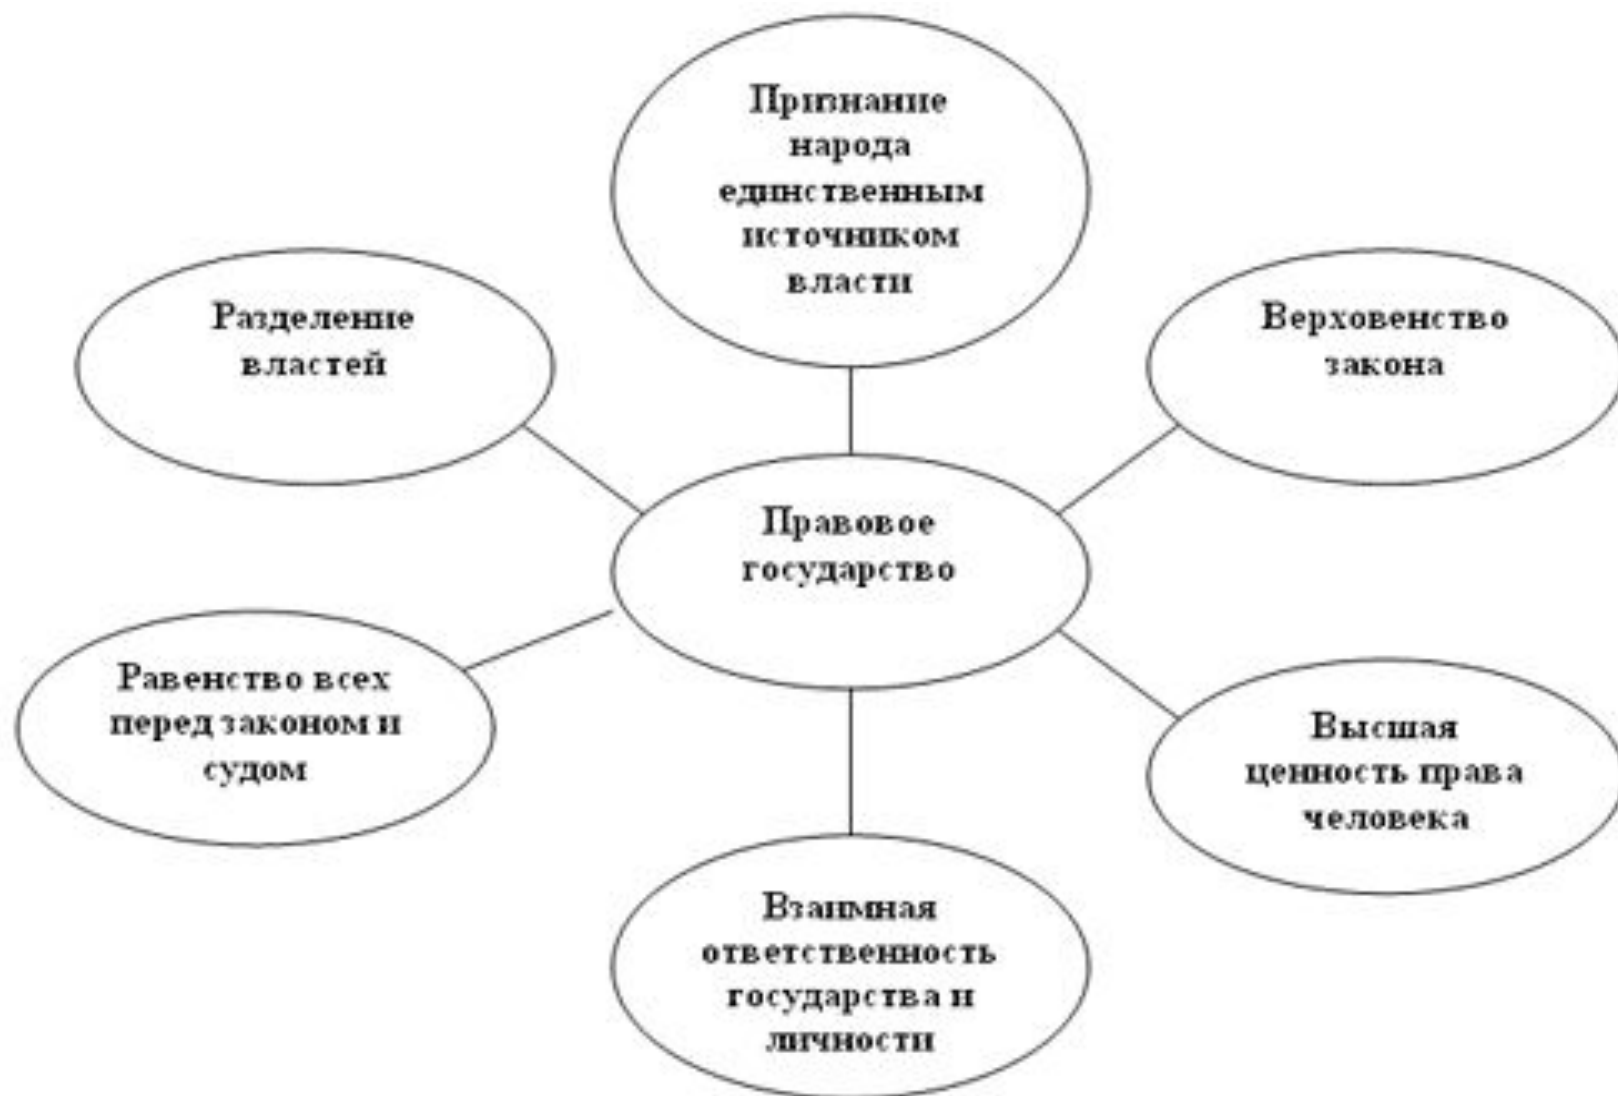 Признание
народа
единственным
источником
власти
Разделение
властей
Верховенство
закона
Правовое
государство
Равенство всех
перед законом и
судом
Высшая
ценность права
человека
Взаимная
ответственность
государства и
личности